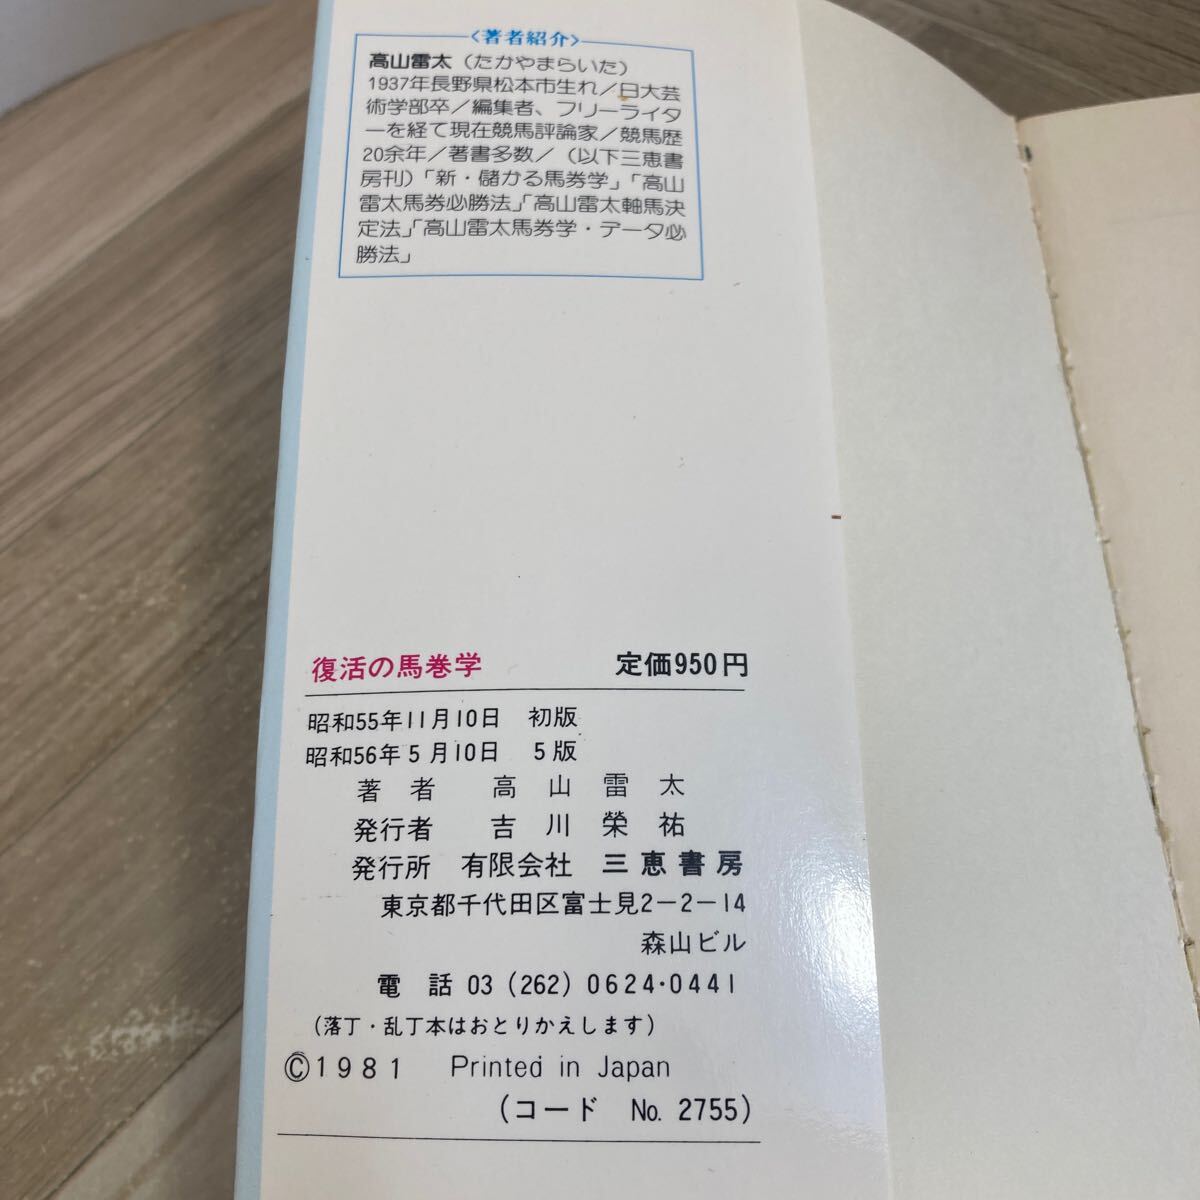 〈著者紹介〉
高山雷太（たかやまらいた）
1937年長野県松本市生れ／日大芸
術学部卒／編集者、フリーライタ
ーを経て現在競馬評論家／競馬歴
20余年／著書多数／（以下三恵書
房刊）「新・儲かる馬券学」「高山
雷太馬券必勝法」「高山雷太軸馬決
定法」「高山雷太馬券学・データ必
勝法」
復活の馬巻学 定価950円
昭和55年11月10日 初版
昭和56年5月10日 5版
著者 高山雷太
発行者 吉川榮祐
発行所 有限会社 三恵書房
東京都千代田区富士見2-2-14
森山ビル
電話 03（262）0624・0441
（落丁・乱丁本はおとりかえします）
©1981 Printed in Japan
（コード No. 2755）